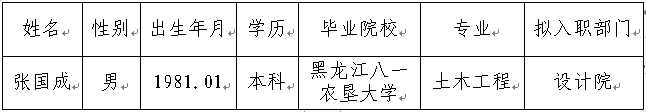 姓名 性别 出生年月 学历 毕业院校 专业 拟入职部门
张国成 男 1981.01 本科 黑龙江八一农垦大学 土木工程 设计院